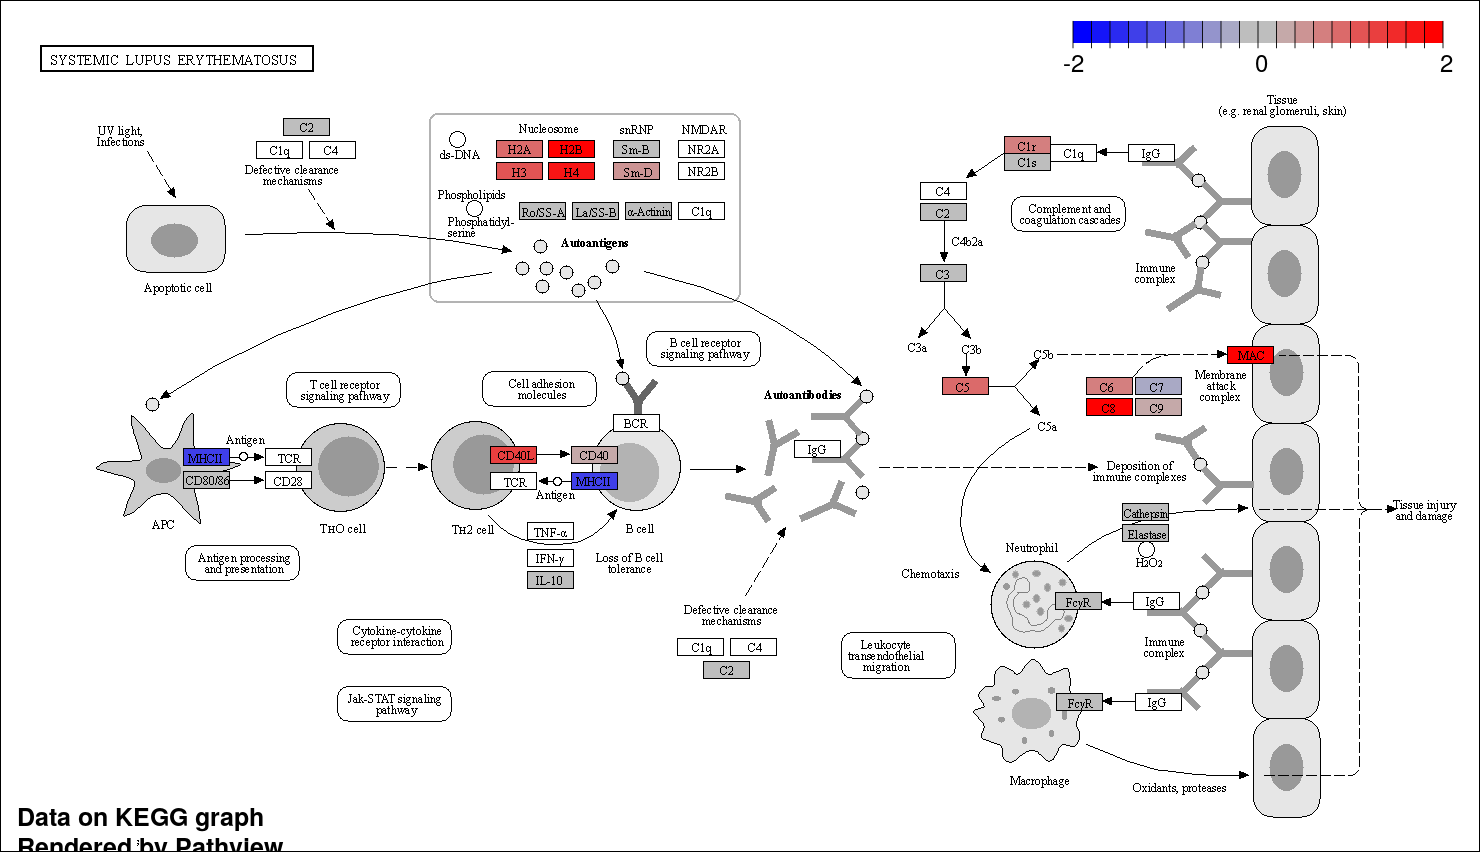 SYSTEMIC LUPUS ERYTHEMATOSUS
-2 0 2
UV light,
Infections
C2
C1q C4
Defective clearance
mechanisms
Apoptotic cell
Nucleosome snRNP NMDAR
ds-DNA
H2A H2B Sm-B NR2A
H3 H4 Sm-D NR2B
Phospholipids
Phosphatidyl-
serine
Ro/SS-A La/SS-B α-Actinin C1q
Autoantigens
Tissue
(e.g. renal glomeruli, skin)
C1r
C1s
C1q
IgG
C4
C2
C4b2a
C3
C3a
C3b
Complement and
coagulation cascades
Immune
complex
C5
C5b
C5a
MAC
Membrane
attack
complex
C6 C7
C8 C9
B cell receptor
signaling pathway
T cell receptor
signaling pathway
Cell adhesion
molecules
Autoantibodies
BCR
IgG
Antigen
MHCII
TCR
CD80/86
CD28
APC
TH0 cell
CD40L
CD40
TCR
MHCII
Antigen
TH2 cell
B cell
TNF-α
IFN-γ
IL-10
Loss of B cell
tolerance
Antigen processing
and presentation
Deposition of
immune complexes
Tissue injury
and damage
Cathepsin
Elastase
H2O2
Neutrophil
Chemotaxis
FcγR
IgG
Immune
complex
Defective clearance
mechanisms
C1q C4
C2
Cytokine-cytokine
receptor interaction
Leukocyte
transendothelial
migration
Jak-STAT signaling
pathway
FcγR
IgG
Macrophage
Oxidants, proteases
Data on KEGG graph
Rendered by Pathview